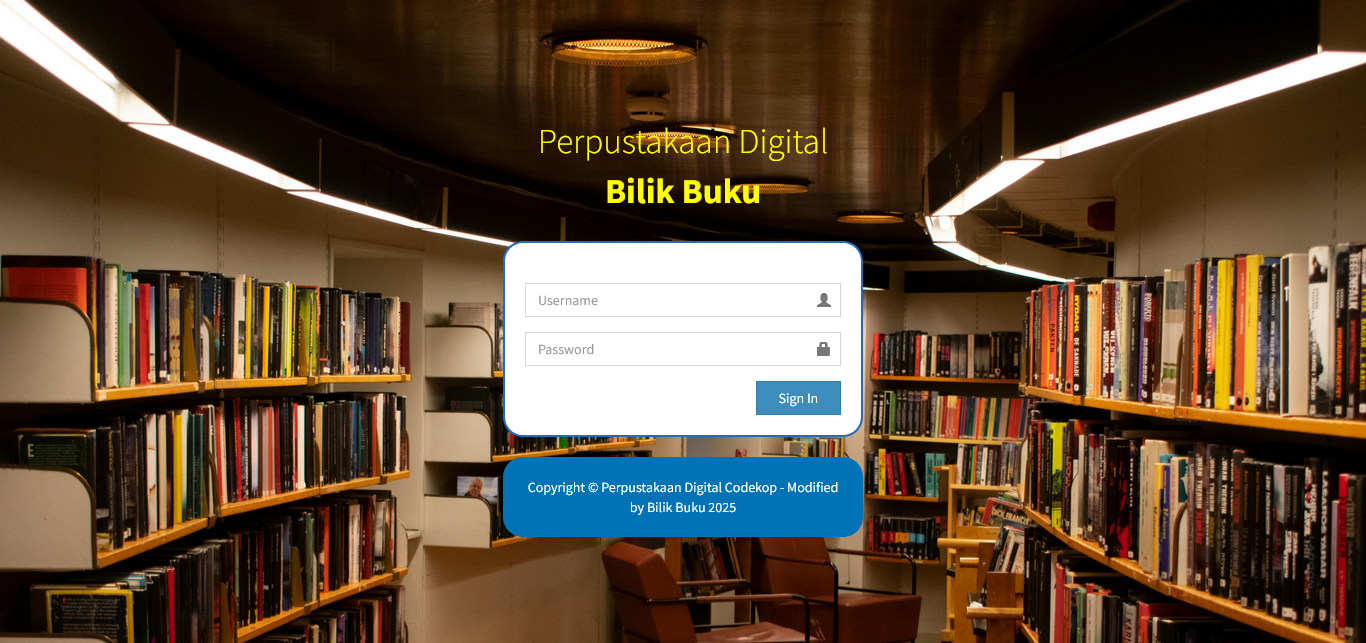 Perpustakaan Digital
Bilik Buku
Username
Password
Sign In
Copyright © Perpustakaan Digital Codekop - Modified
by Bilik Buku 2025